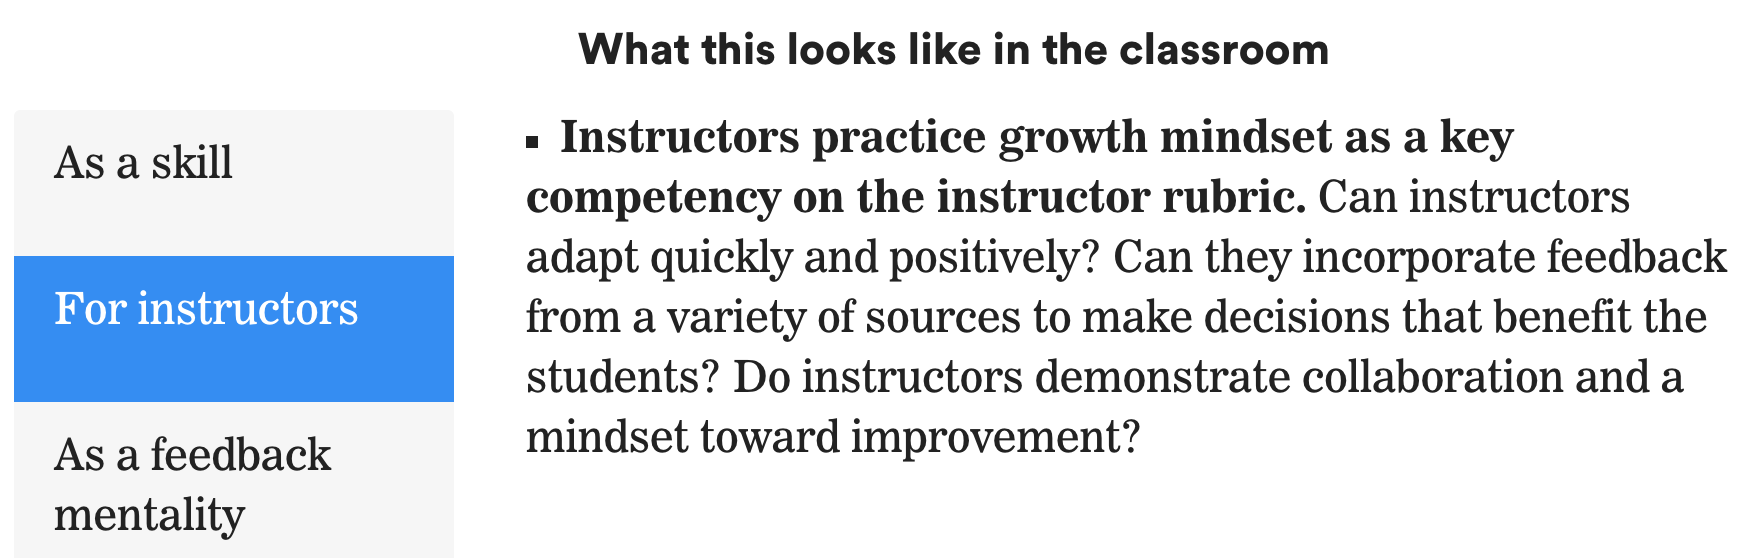 What this looks like in the classroom
As a skill
For instructors
As a feedback
mentality
▪ Instructors practice growth mindset as a key
competency on the instructor rubric. Can instructors
adapt quickly and positively? Can they incorporate feedback
from a variety of sources to make decisions that benefit the
students? Do instructors demonstrate collaboration and a
mindset toward improvement?